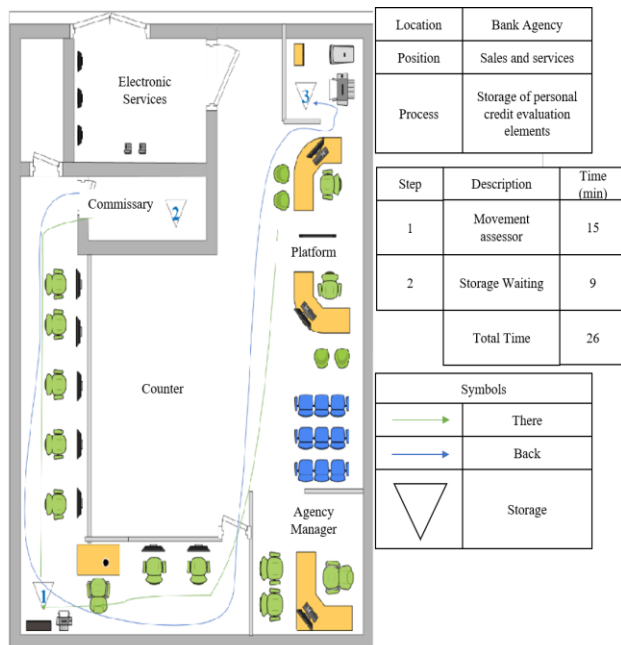 Electronic
Services
3
Commissary
2
Platform
Counter
Agency
Manager
1
Location Bank Agency
Position Sales and services
Process Storage of personal
credit evaluation
elements
Step Description Time
(min)
1 Movement
assessor 15
2 Storage Waiting 9
Total Time 26
Symbols
There
Back
Storage